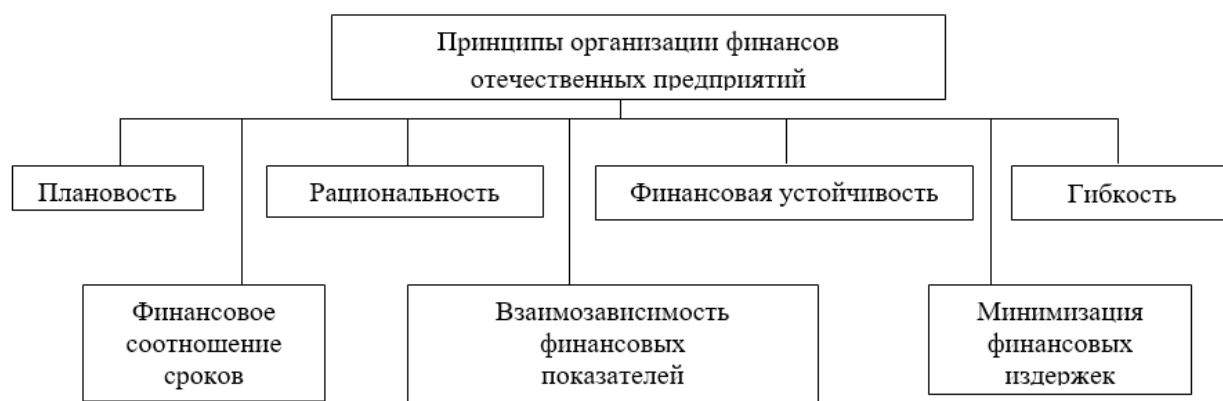 Принципы организации финансов
отечественных предприятий
Плановость
Рациональность
Финансовая устойчивость
Гибкость
Финансовое
соотношение
сроков
Взаимозависимость
финансовых
показателей
Минимизация
финансовых
издержек